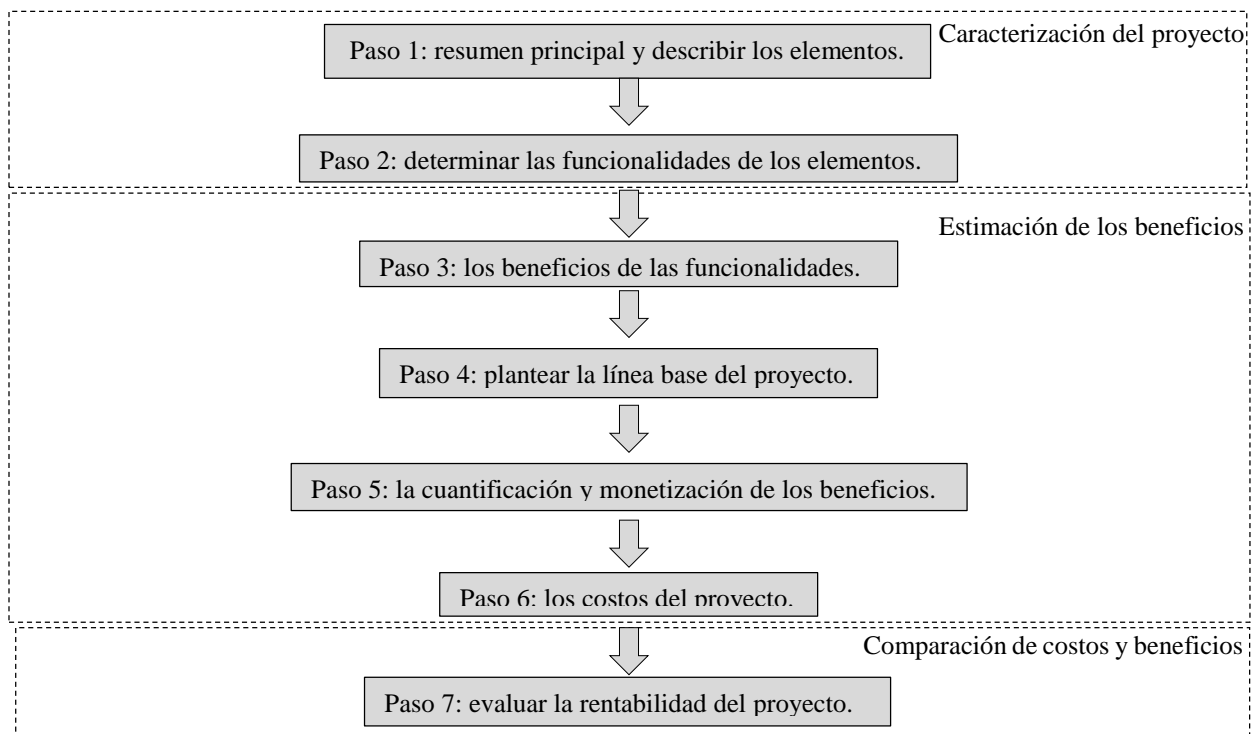 Caracterización del proyecto
Paso 1: resumen principal y describir los elementos.
Paso 2: determinar las funcionalidades de los elementos.
Estimación de los beneficios
Paso 3: los beneficios de las funcionalidades.
Paso 4: plantear la línea base del proyecto.
Paso 5: la cuantificación y monetización de los beneficios.
Paso 6: los costos del proyecto.
Comparación de costos y beneficios
Paso 7: evaluar la rentabilidad del proyecto.